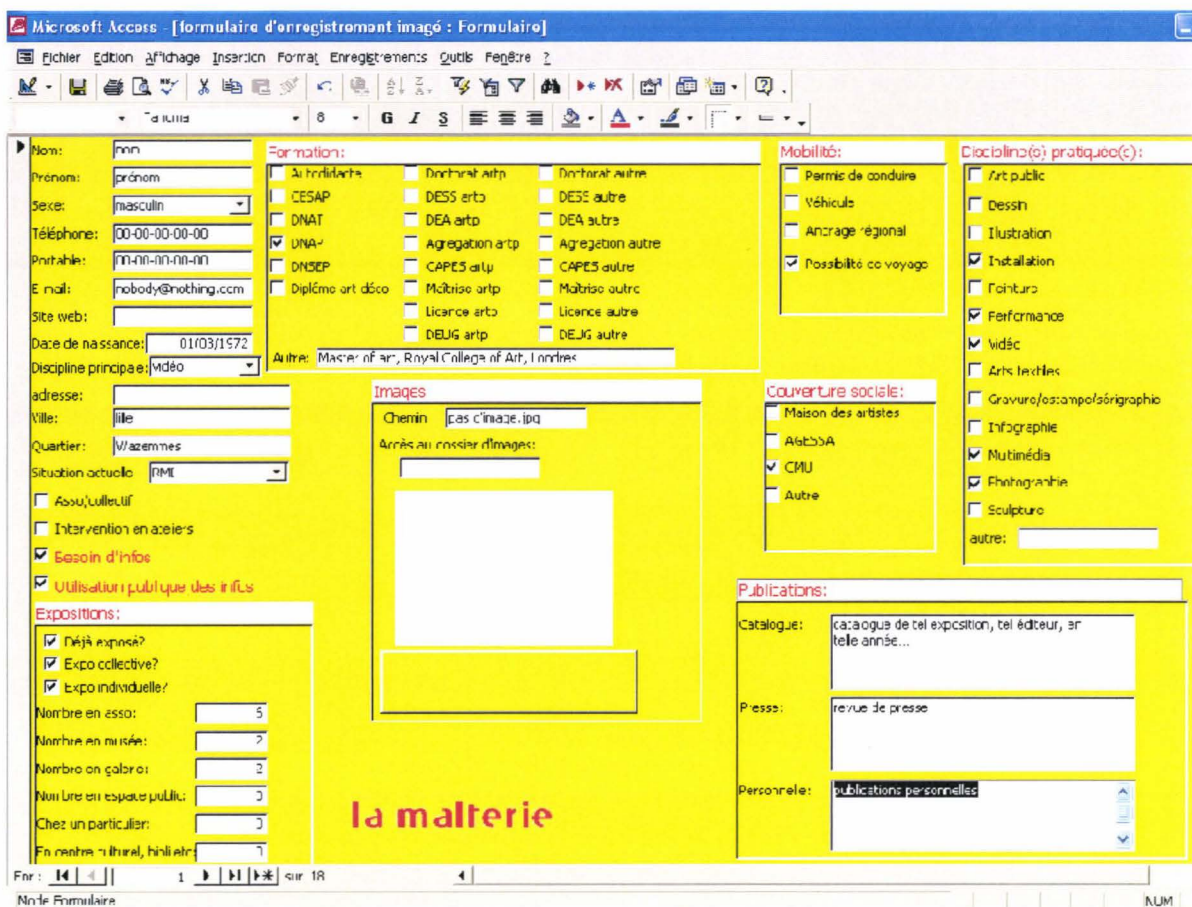 Microsoft Access - [formulaire d'enregistrement imagé : Formulaire]
Fichier Edition Affichage Insertion Format Enregistrements Outils Fenêtre ?
Tahoma 8 G I S
Nom: nom
Prénom: prénom
Sexe: masculin
Téléphone: 00-00-00-00-00
Portable: 00-00-00-00-00
E mail: nobody@nothing.com
Site web:
Date de naissance: 01/03/1972
Discipline principale: vidéo
adresse:
Ville: lille
Quartier: Wazemmes
Situation actuelle RMI
Asso/collectif
Intervention en ateliers
Besoin d'infos
Utilisation publique des infos
Expositions:
Déjà exposé?
Expo collective?
Expo individuelle?
Nombre en asso:
Nombre en musée: 2
Nombre en galerie: 2
Nombre en espace public:
Chez un particulier:
En centre culturel, bibli etc:
Formation:
Autodidacte Doctorat artp Doctorat autre
CESAP DESS artp DESS autre
DNAT DEA artp DEA autre
DNAP Agregation artp Agregation autre
DNSEP CAPES artp CAPES autre
Diplôme art déco Maîtrise artp Maîtrise autre
Licence artp Licence autre
DEUG artp DEUG autre
Autre: Master of art, Royal College of Art, Londres
Images
Chemin pas d'image.jpg
Accès au dossier d'images:
la malterie
Mobilité:
Permis de conduire
Véhicule
Ancrage régional
Possibilité de voyage
Couverture sociale:
Maison des artistes
AGESSA
CMU
Autre
Discipline(s) pratiquée(s):
Art public
Dessin
Ilustration
Installation
Peinture
Performance
Vidéo
Arts textiles
Gravure/estampe/sérigraphie
Infographie
Multimédia
Photographie
Sculpture
autre:
Publications:
Catalogue: catalogue de tel exposition, tel éditeur, en
telle année...
Presse: revue de presse
Personnelle: publications personnelles
Enr : 1 sur 18
Mode Formulaire NUM